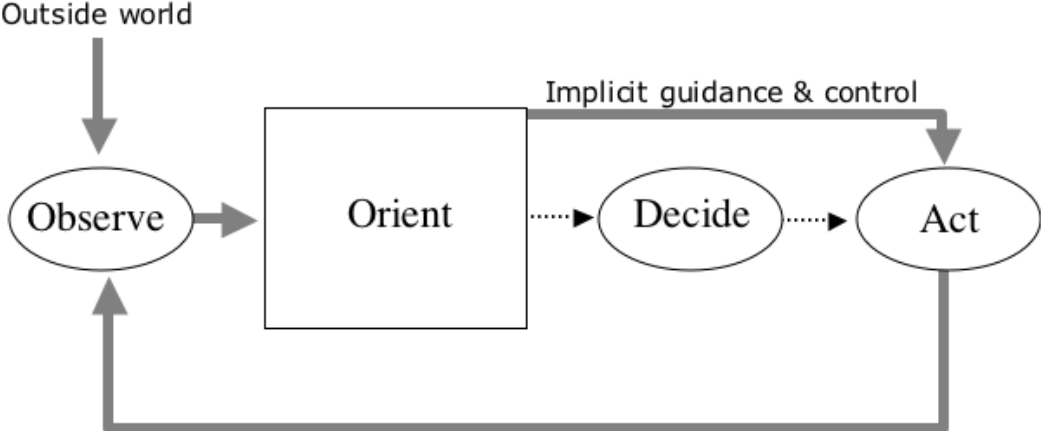 Outside world
Implicit guidance & control
Observe
Orient
Decide
Act